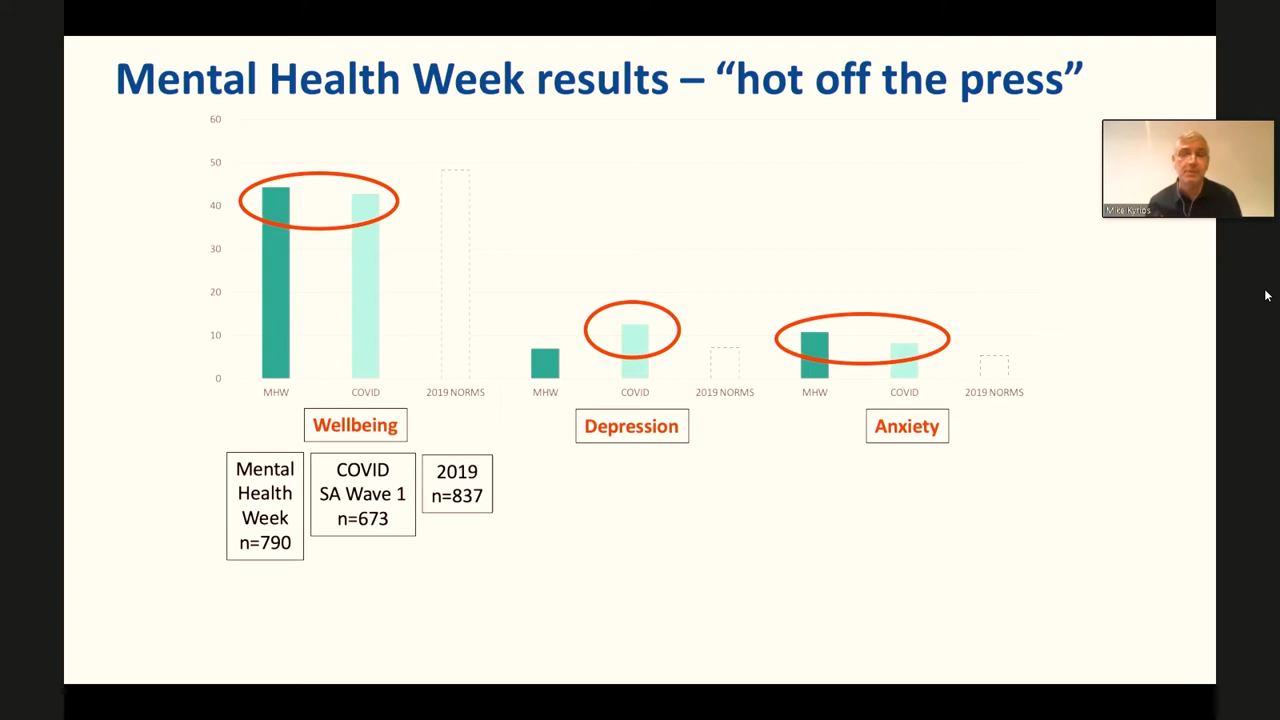 Mental Health Week results – “hot off the press”
60
50
40
30
20
10
0
MHW
COVID
2019 NORMS
MHW
COVID
2019 NORMS
MHW
COVID
2019 NORMS
Wellbeing
Depression
Anxiety
Mental
Health
Week
n=790
COVID
SA Wave 1
n=673
2019
n=837
Mike Kyrios